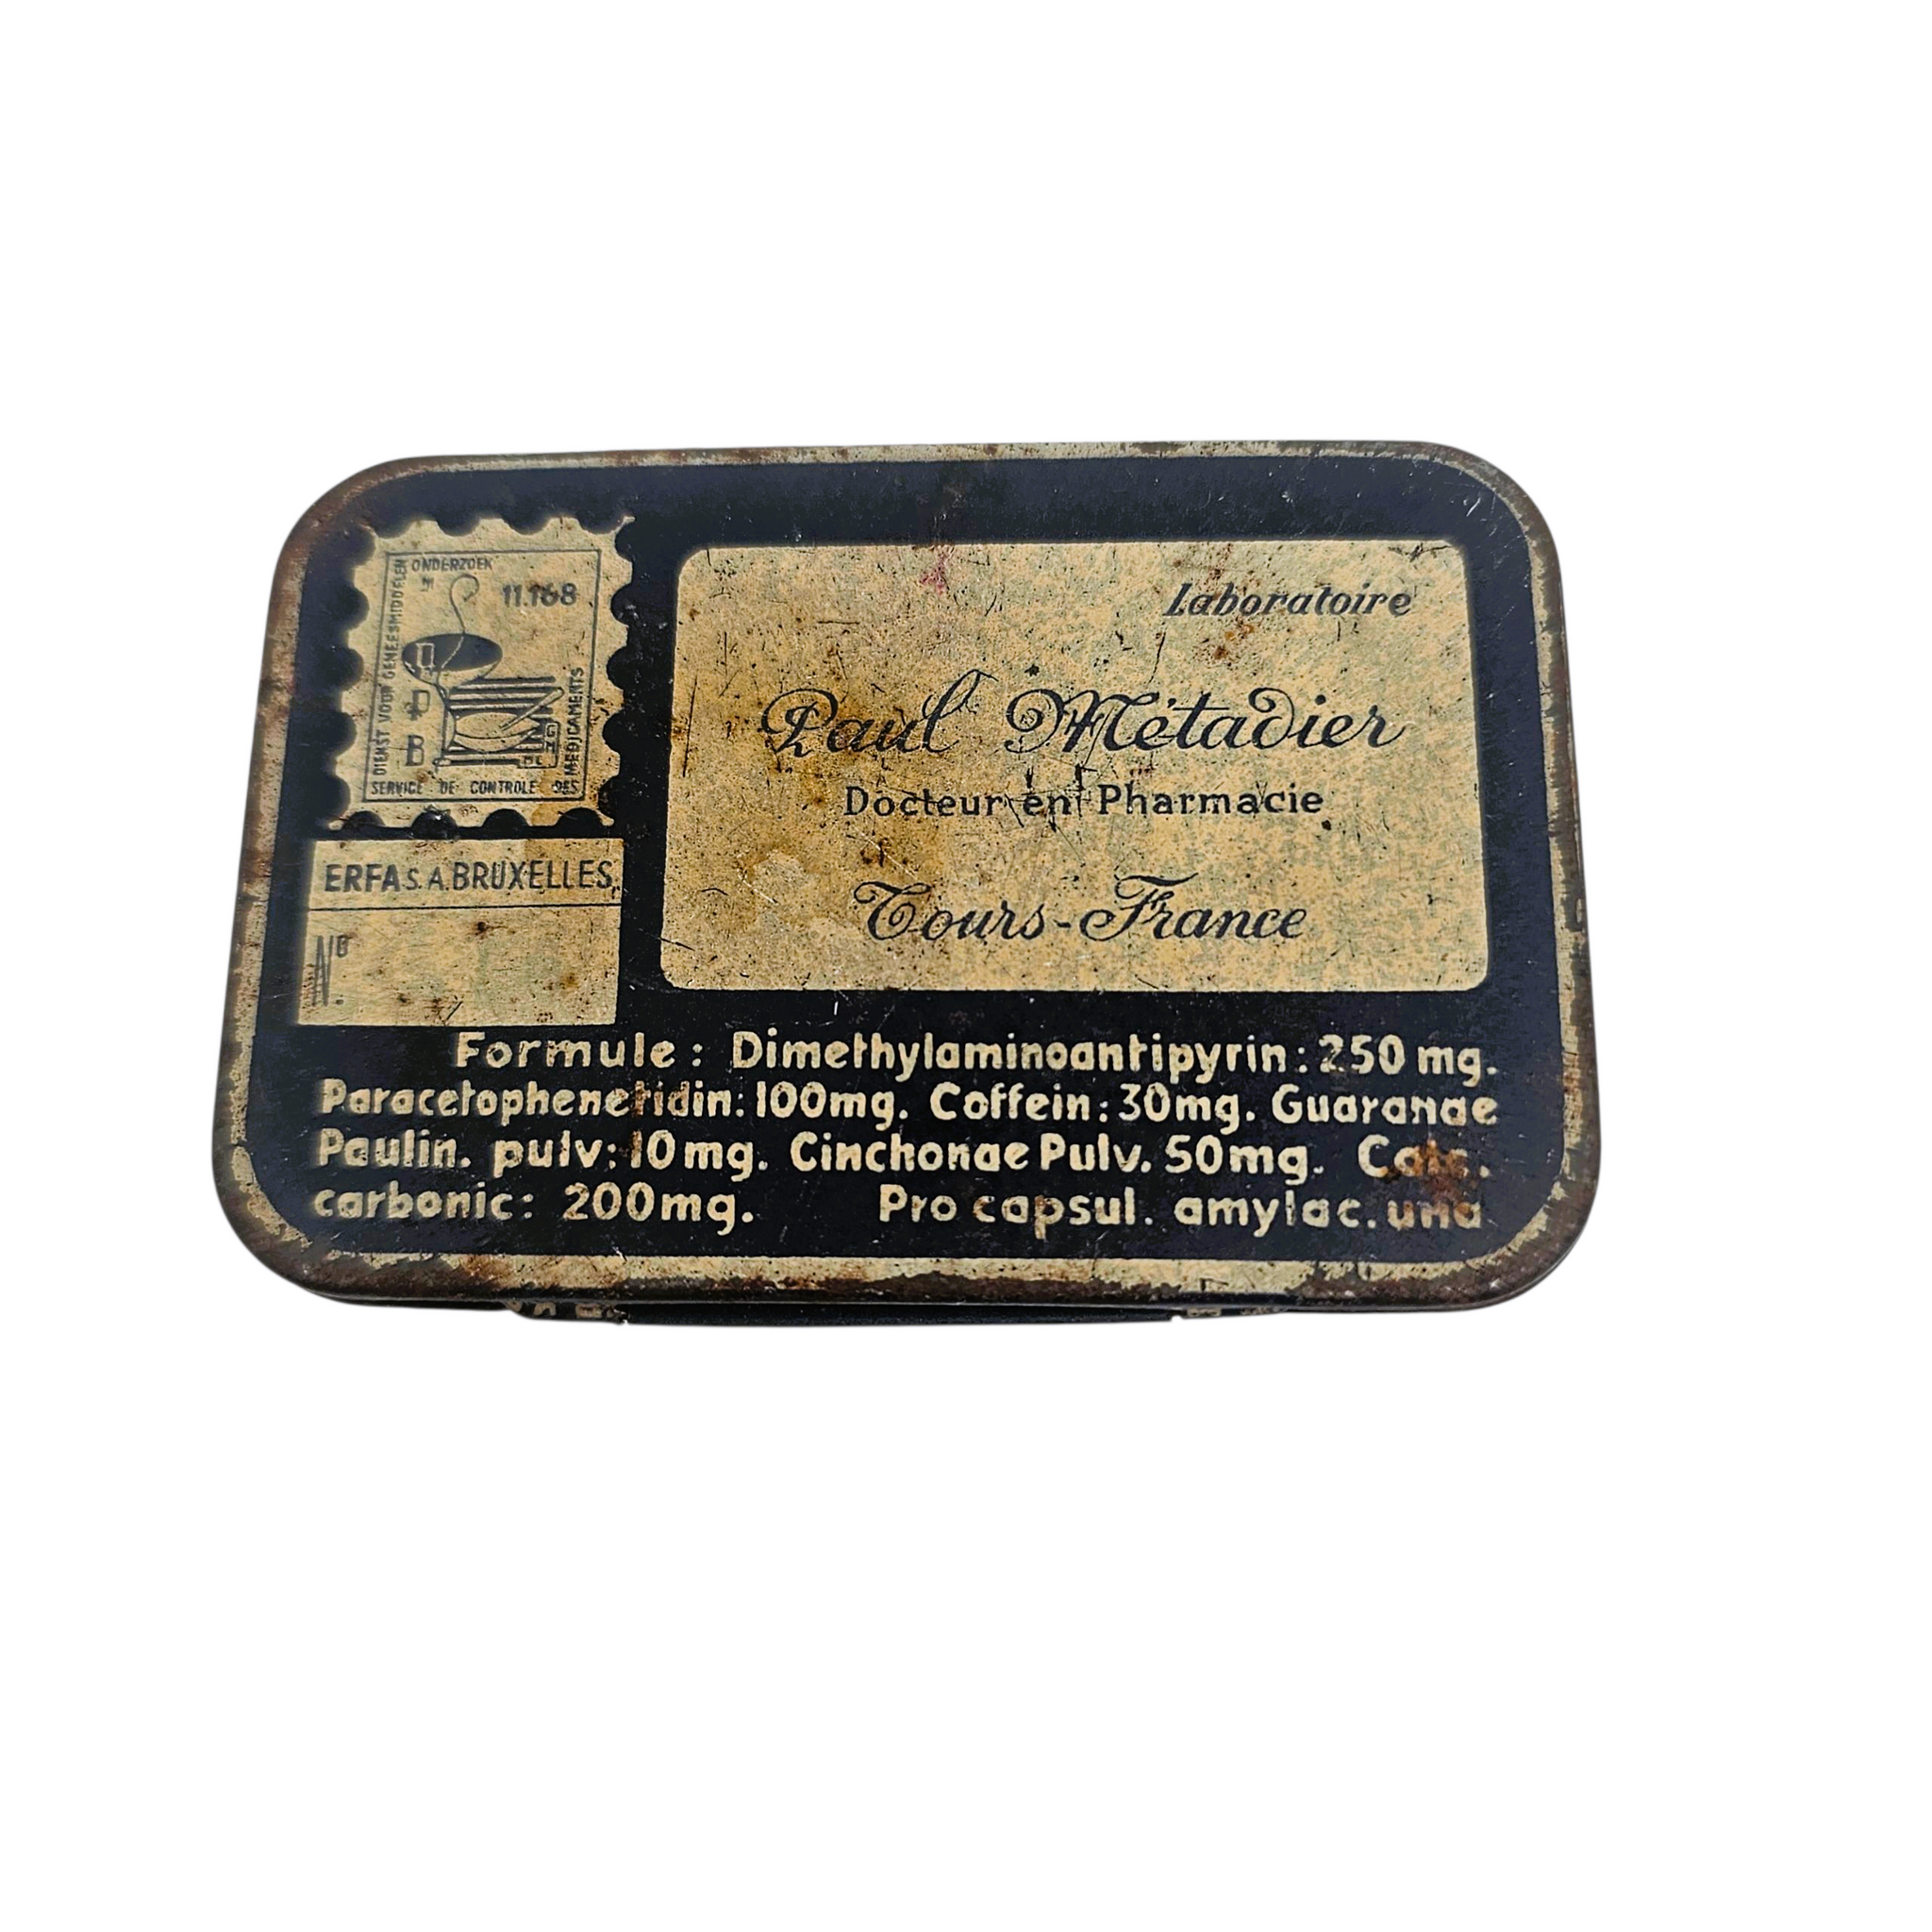 ONDERZOEK
DIENST VOOR GENEESMIDDELEN
11.168
B
MEDICAMENTS
SERVICE DE CONTROLE DES
ERFA S.A. BRUXELLES
Nº
Laboratoire
Paul Métadier
Docteur en Pharmacie
Tours-France
Formule: Dimethylaminoantipyrin: 250 mg.
Paracetophenetidin: 100mg. Coffein: 30mg. Guaranae
Paulin. pulv: 10mg. Cinchonae Pulv. 50mg. Calc.
carbonic: 200mg. Pro capsul. amylac. una